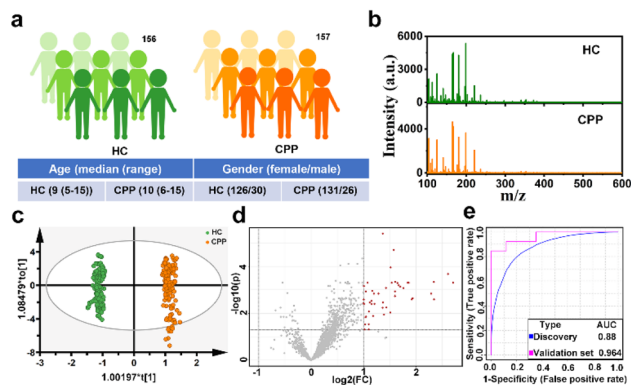 a
156
157
HC
CPP
Age (median (range)
Gender (female/male)
HC (9 (5-15))
CPP (10 (6-15)
HC (126/30)
CPP (131/26)
b
Intensity (a.u.)
6000
4000
2000
0
HC
4000
0
CPP
100 200 300 400 500 600
m/z
c
HC
CPP
1.08479*to[1]
4
0
-4
-8
-3 -2 -1 0 1 2 3
1.00197*t[1]
d
-log10(p)
4
2
0
-1 0 1 2
log2(FC)
e
Sensitivity (True positive rate)
1.0
0.8
0.6
0.4
0.2
0.0
Type AUC
Discovery 0.88
Validation set 0.964
0.0 0.2 0.4 0.6 0.8 1.0
1-Specificity (False positive rate)